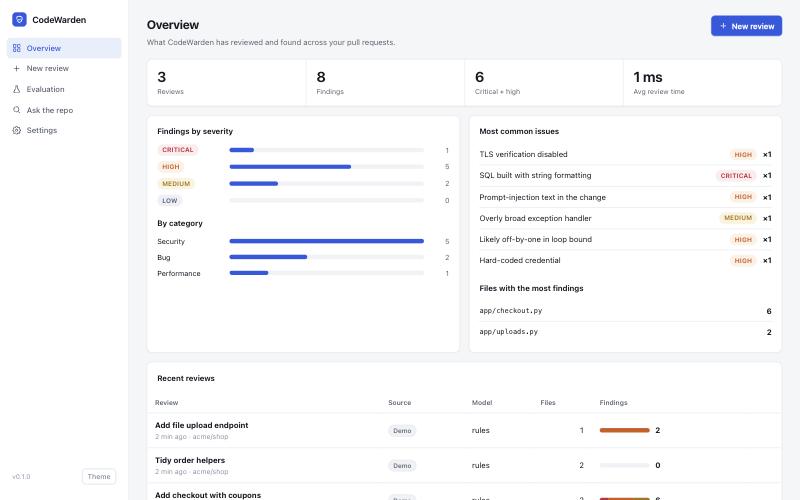 CodeWarden
Overview
New review
Evaluation
Ask the repo
Settings
v0.1.0
Theme
Overview
What CodeWarden has reviewed and found across your pull requests.
+ New review
3
Reviews
8
Findings
6
Critical + high
1 ms
Avg review time
Findings by severity
CRITICAL 1
HIGH 5
MEDIUM 2
LOW 0
By category
Security 5
Bug 2
Performance 1
Most common issues
TLS verification disabled HIGH ×1
SQL built with string formatting CRITICAL ×1
Prompt-injection text in the change HIGH ×1
Overly broad exception handler MEDIUM ×1
Likely off-by-one in loop bound HIGH ×1
Hard-coded credential HIGH ×1
Files with the most findings
app/checkout.py 6
app/uploads.py 2
Recent reviews
Review Source Model Files Findings
Add file upload endpoint
2 min ago · acme/shop
Demo rules 1 2
Tidy order helpers
2 min ago · acme/shop
Demo rules 2 0
Add checkout with coupons